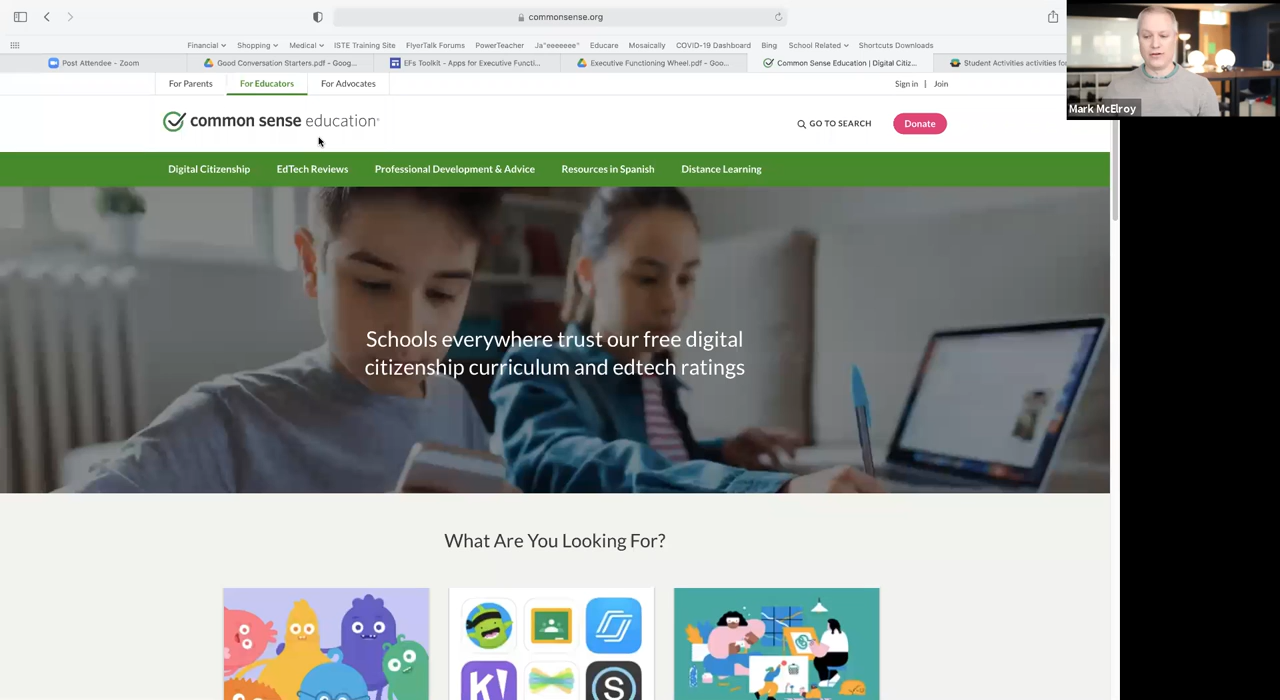 commonsense.org
Financial Shopping Medical ISTE Training Site FlyerTalk Forums PowerTeacher Ja"eeeeeee" Educare Mosaically COVID-19 Dashboard Bing School Related Shortcuts Downloads
Post Attendee - Zoom Good Conversation Starters.pdf - Goog... EFs Toolkit - Apps for Executive Functi... Executive Functioning Wheel.pdf - Goo... Common Sense Education | Digital Citiz... Student Activities activities fo
Mark McElroy
For Parents For Educators For Advocates Sign in | Join
common sense education
GO TO SEARCH Donate
Digital Citizenship EdTech Reviews Professional Development & Advice Resources in Spanish Distance Learning
Schools everywhere trust our free digital
citizenship curriculum and edtech ratings
What Are You Looking For?
K!
S